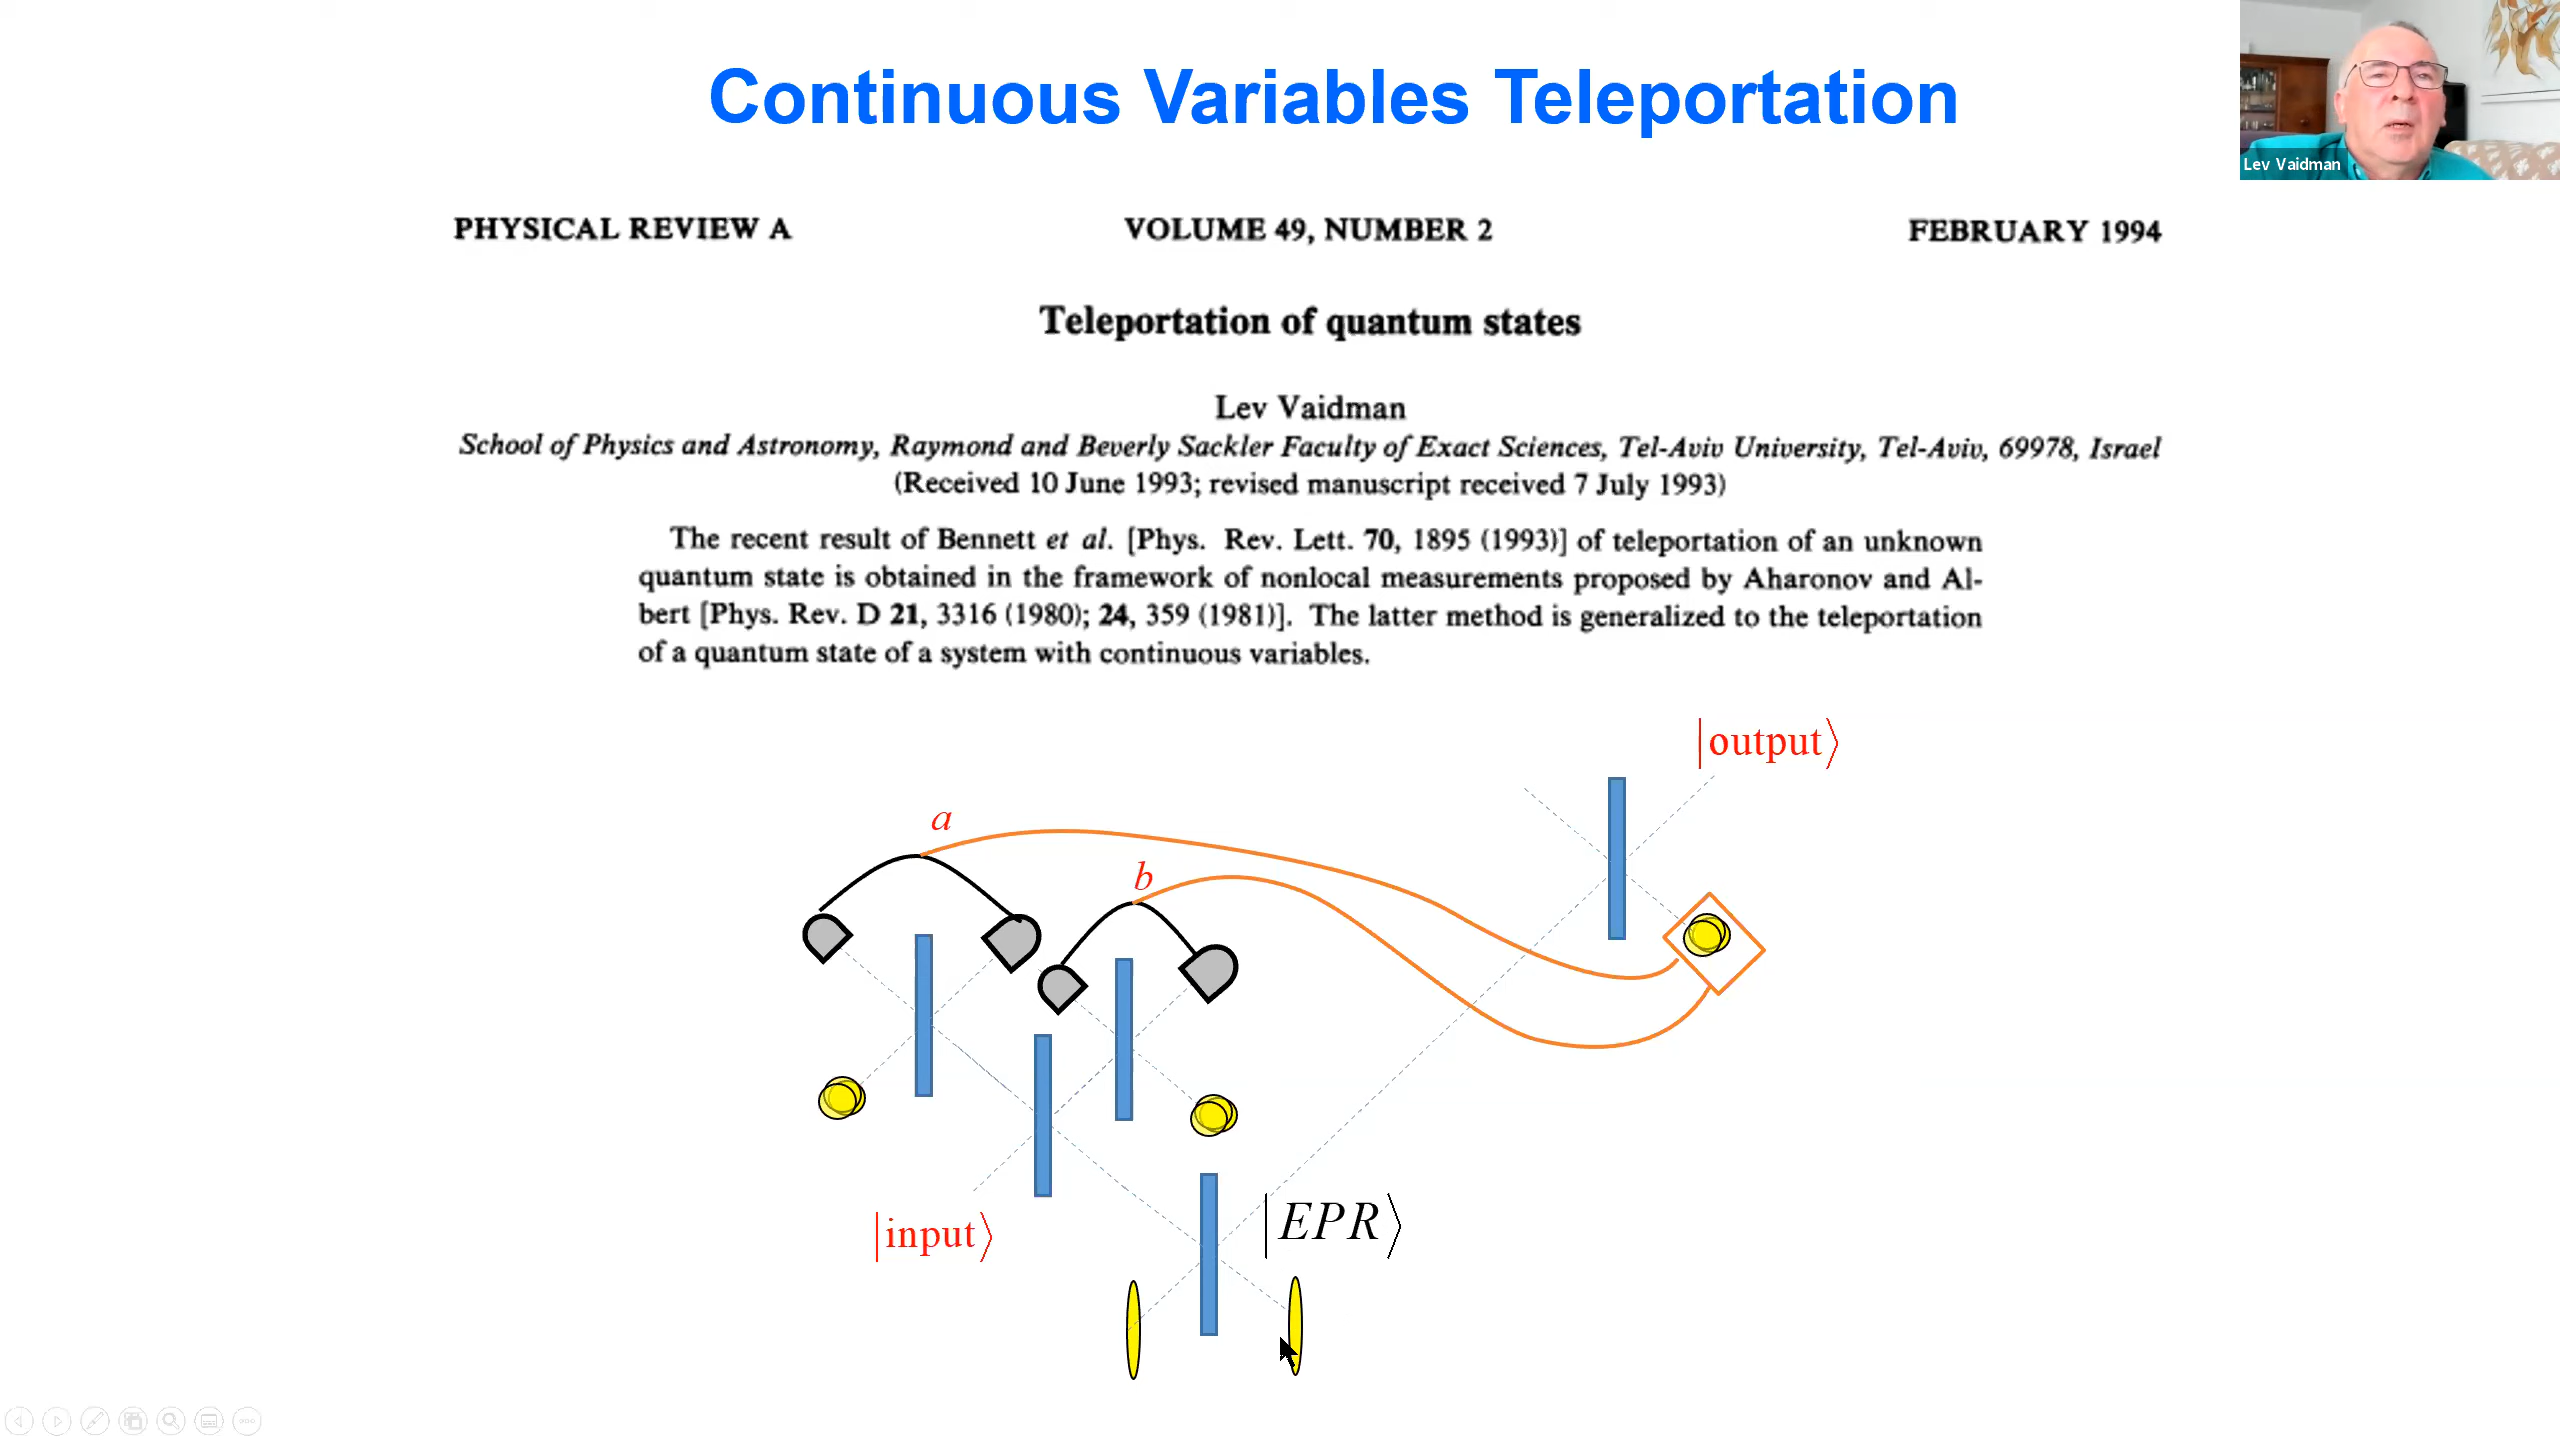 Continuous Variables Teleportation
Lev Vaidman
PHYSICAL REVIEW A VOLUME 49, NUMBER 2 FEBRUARY 1994
Teleportation of quantum states
Lev Vaidman
School of Physics and Astronomy, Raymond and Beverly Sackler Faculty of Exact Sciences, Tel-Aviv University, Tel-Aviv, 69978, Israel
(Received 10 June 1993; revised manuscript received 7 July 1993)
The recent result of Bennett et al. [Phys. Rev. Lett. 70, 1895 (1993)] of teleportation of an unknown
quantum state is obtained in the framework of nonlocal measurements proposed by Aharonov and Al-
bert [Phys. Rev. D 21, 3316 (1980); 24, 359 (1981)]. The latter method is generalized to the teleportation
of a quantum state of a system with continuous variables.
|output⟩
a
b
|input⟩
|EPR⟩